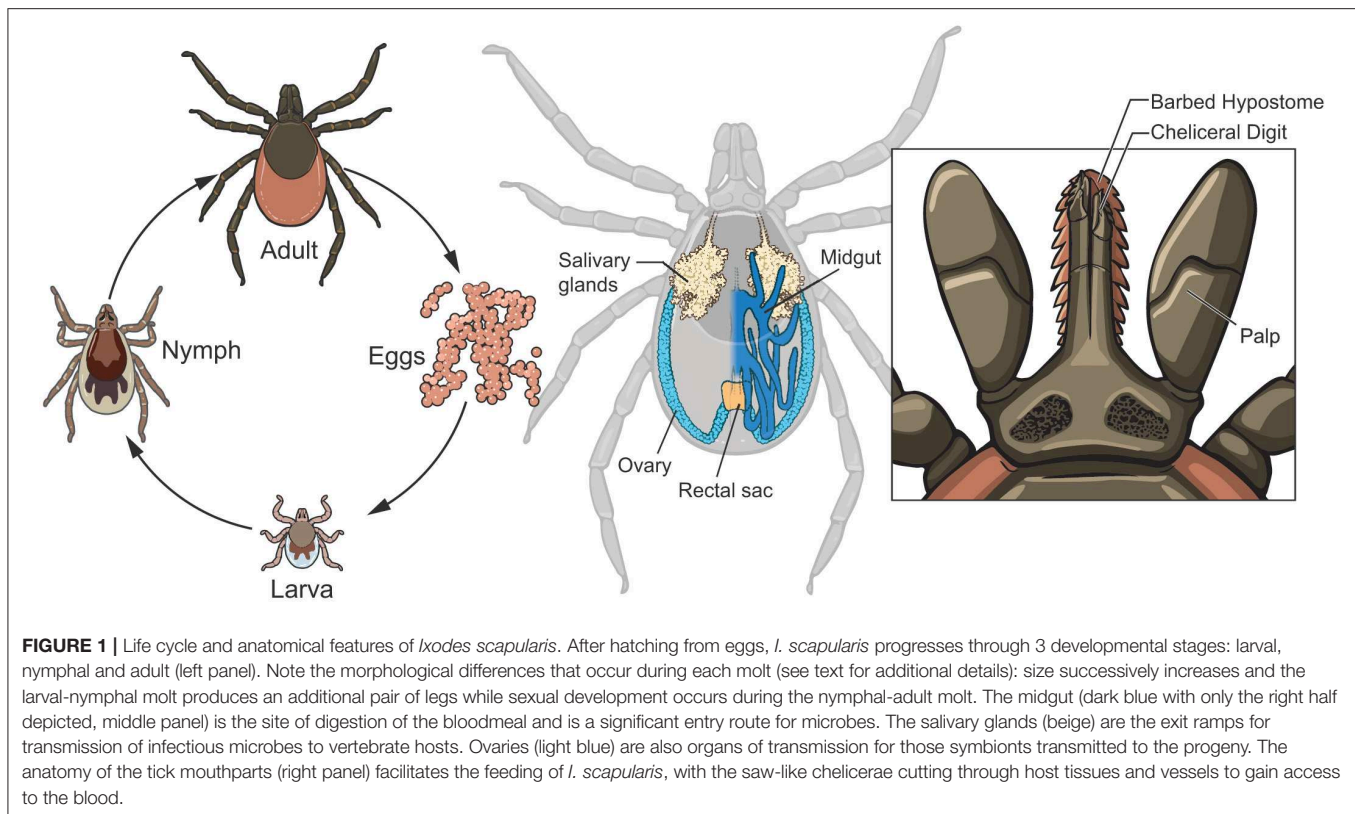 Adult
Nymph
Eggs
Larva
Salivary
glands
Midgut
Ovary
Rectal sac
Barbed Hypostome
Cheliceral Digit
Palp
FIGURE 1 | Life cycle and anatomical features of Ixodes scapularis. After hatching from eggs, I. scapularis progresses through 3 developmental stages: larval,
nymphal and adult (left panel). Note the morphological differences that occur during each molt (see text for additional details): size successively increases and the
larval-nymphal molt produces an additional pair of legs while sexual development occurs during the nymphal-adult molt. The midgut (dark blue with only the right half
depicted, middle panel) is the site of digestion of the bloodmeal and is a significant entry route for microbes. The salivary glands (beige) are the exit ramps for
transmission of infectious microbes to vertebrate hosts. Ovaries (light blue) are also organs of transmission for those symbionts transmitted to the progeny. The
anatomy of the tick mouthparts (right panel) facilitates the feeding of I. scapularis, with the saw-like chelicerae cutting through host tissues and vessels to gain access
to the blood.